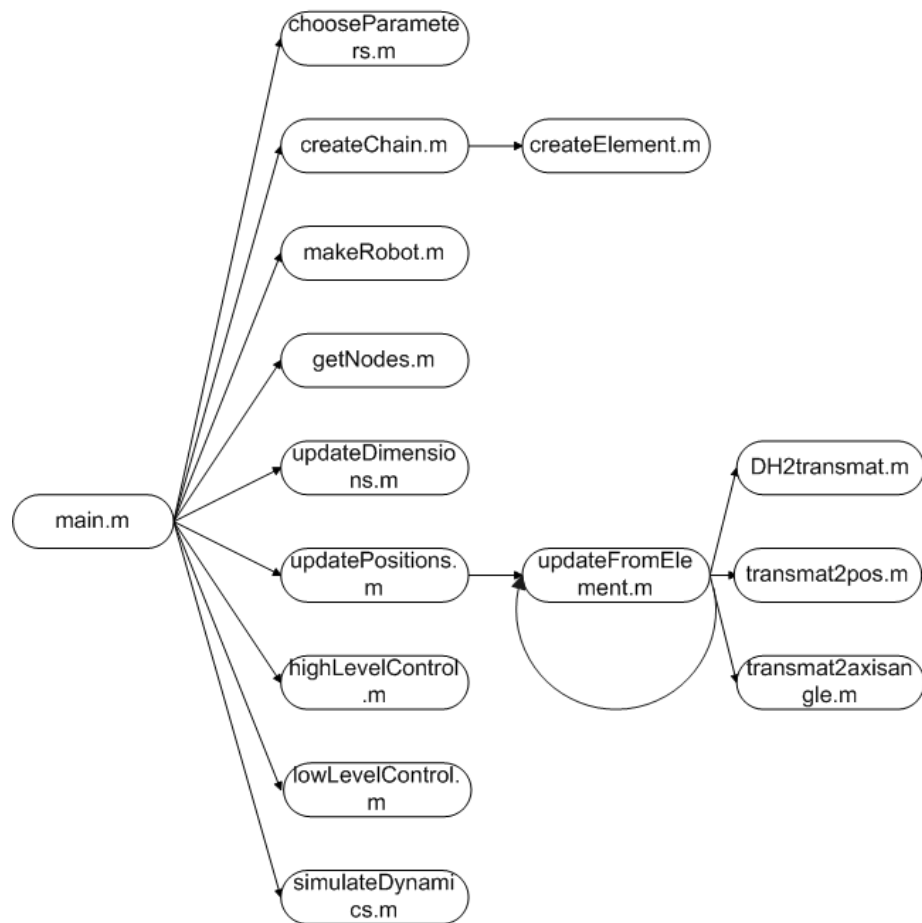 chooseParamete
rs.m
createChain.m
createElement.m
makeRobot.m
getNodes.m
updateDimensio
ns.m
DH2transmat.m
main.m
updatePositions.
m
updateFromEle
ment.m
transmat2pos.m
highLevelControl
.m
transmat2axisan
gle.m
lowLevelControl.
m
simulateDynami
cs.m